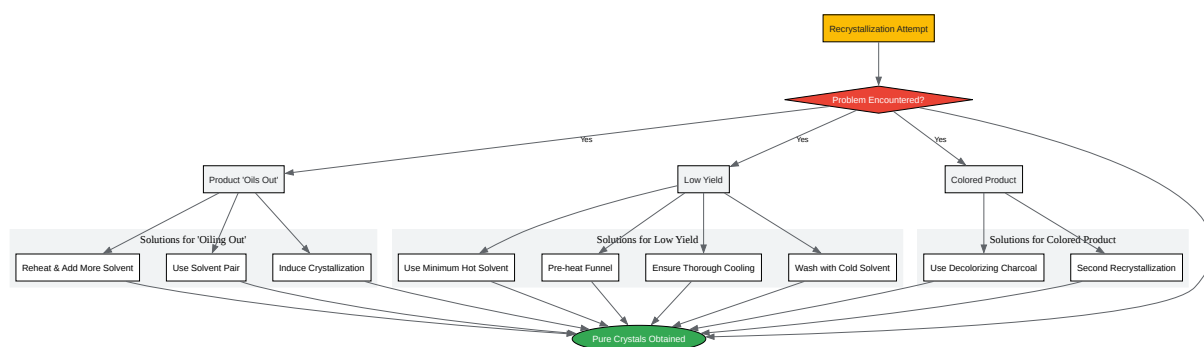 Recrystallization Attempt
Problem Encountered?
Yes
Yes
Yes
Product 'Oils Out'
Low Yield
Colored Product
Solutions for 'Oiling Out'
Solutions for Low Yield
Solutions for Colored Product
Reheat & Add More Solvent
Use Solvent Pair
Induce Crystallization
Use Minimum Hot Solvent
Pre-heat Funnel
Ensure Thorough Cooling
Wash with Cold Solvent
Use Decolorizing Charcoal
Second Recrystallization
Pure Crystals Obtained